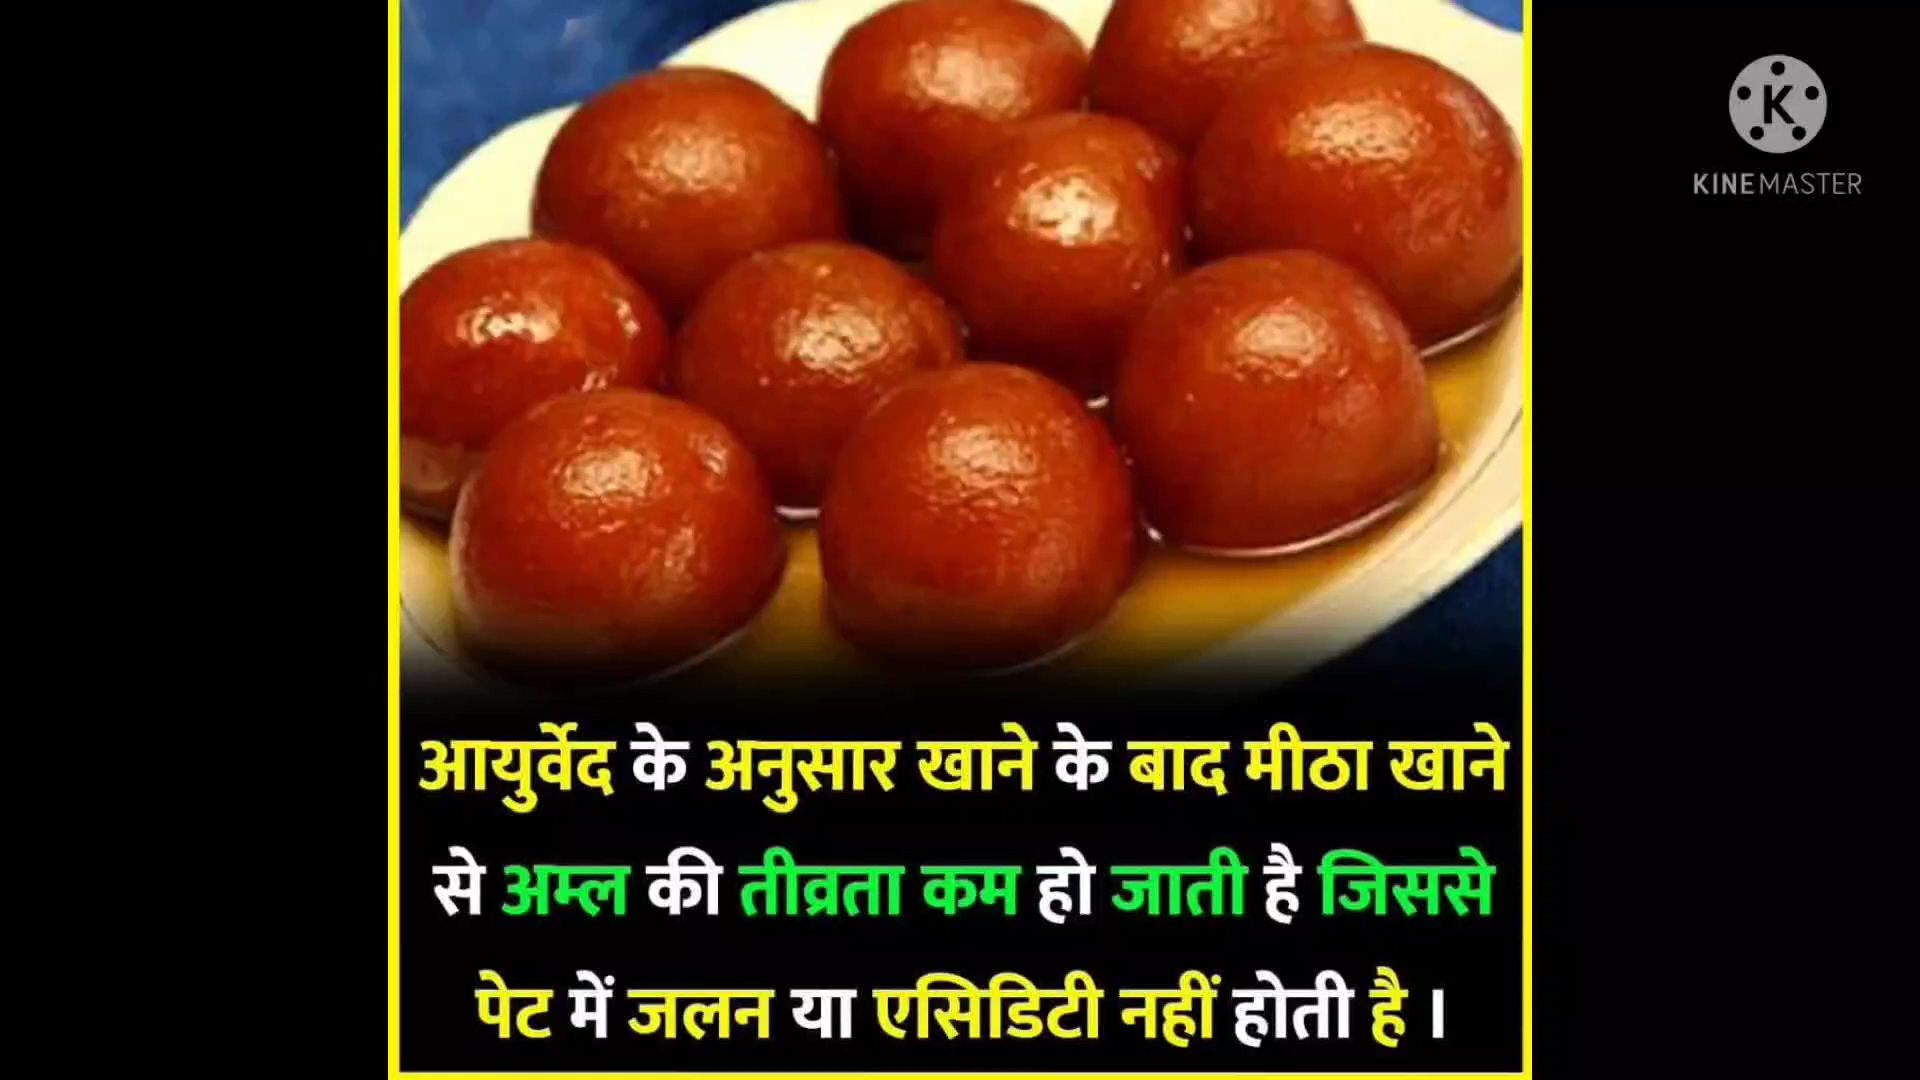 KINEMASTER
आयुर्वेद के अनुसार खाने के बाद मीठा खाने
से अम्ल की तीव्रता कम हो जाती है जिससे
पेट में जलन या एसिडिटी नहीं होती है ।